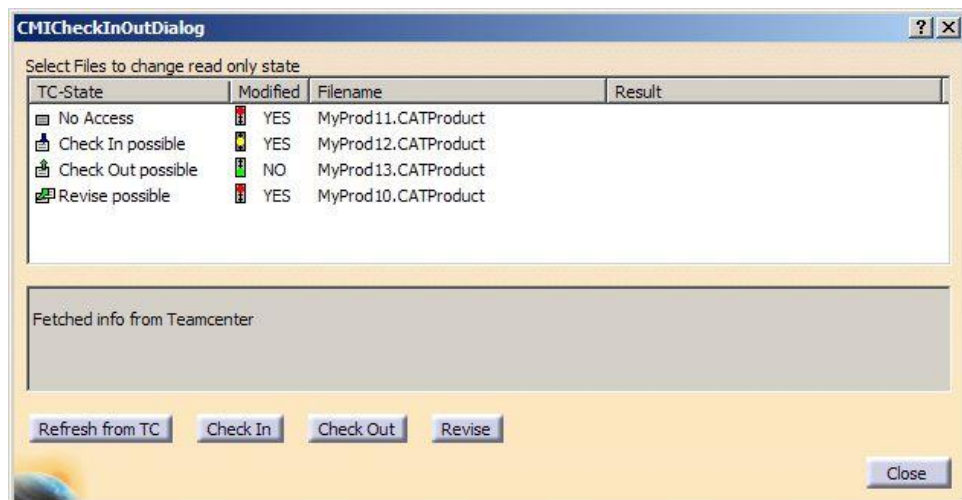 CMICheckInOutDialog ? X
Select Files to change read only state
TC-State Modified Filename Result
No Access YES MyProd11.CATProduct
Check In possible YES MyProd12.CATProduct
Check Out possible NO MyProd13.CATProduct
Revise possible YES MyProd10.CATProduct
Fetched info from Teamcenter
Refresh from TC Check In Check Out Revise
Close